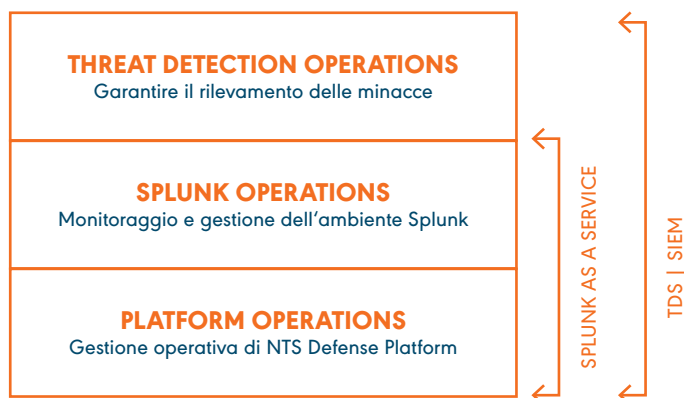 THREAT DETECTION OPERATIONS
Garantire il rilevamento delle minacce
SPLUNK OPERATIONS
Monitoraggio e gestione dell'ambiente Splunk
PLATFORM OPERATIONS
Gestione operativa di NTS Defense Platform
SPLUNK AS A SERVICE
TDS | SIEM